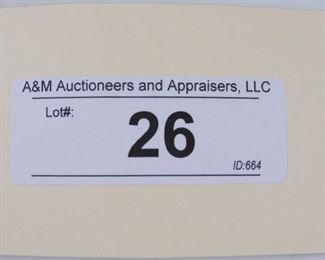 A&M Auctioneers and Appraisers, LLC
Lot#:
26
ID:664